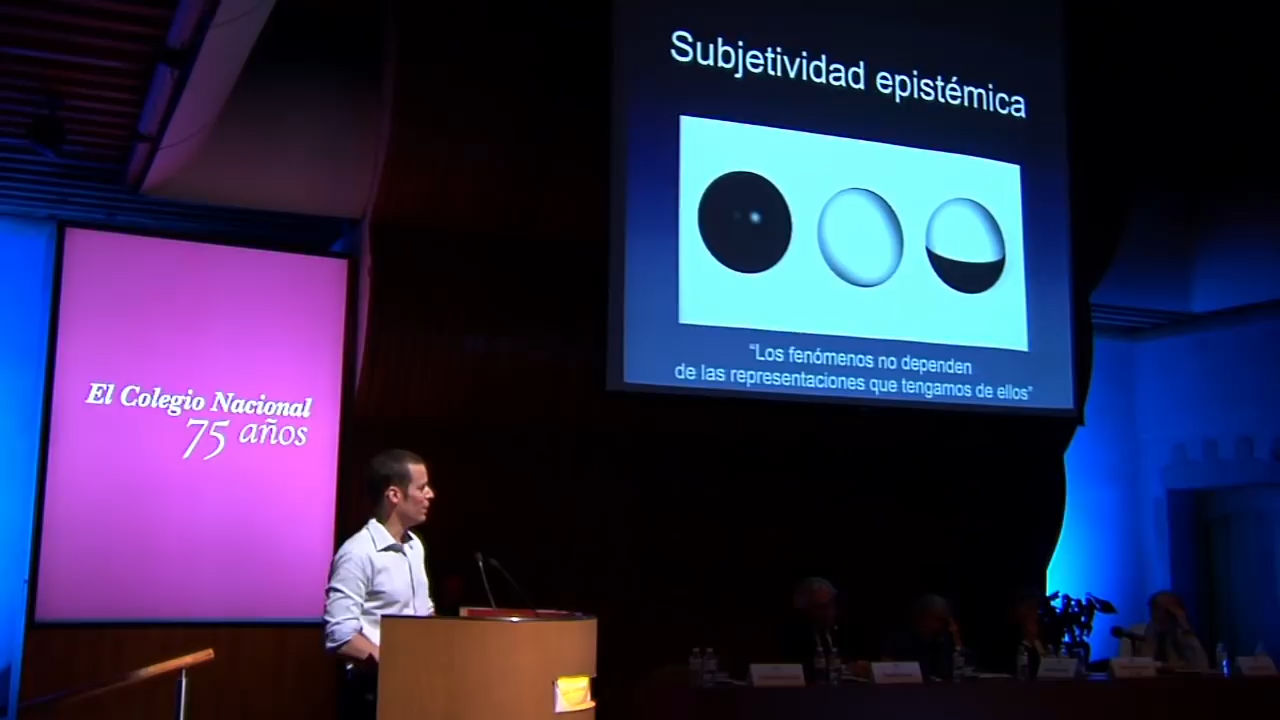 Subjetividad epistémica
“Los fenómenos no dependen
de las representaciones que tengamos de ellos”
El Colegio Nacional
75 años